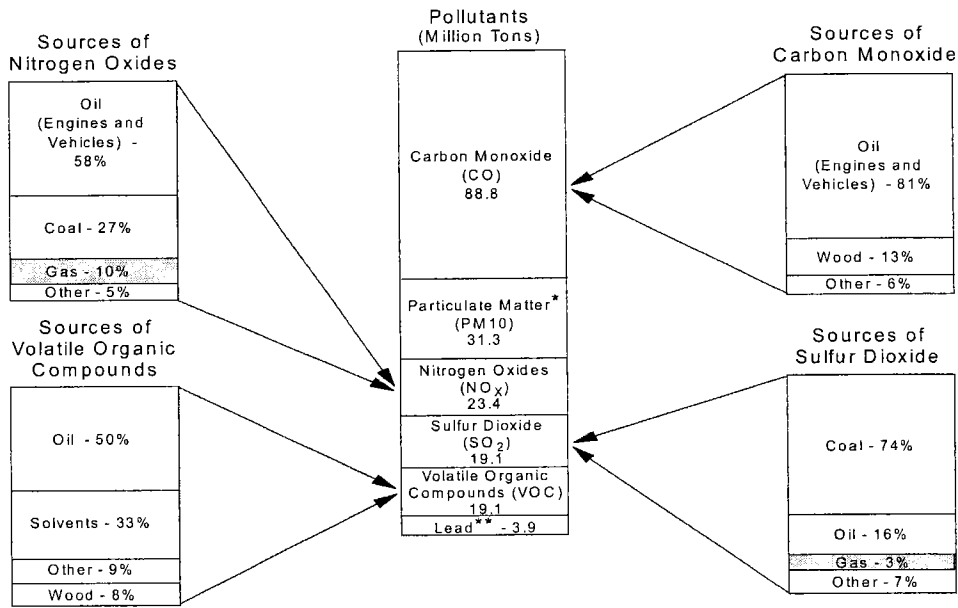 Sources of
Nitrogen Oxides
Oil
(Engines and
Vehicles) -
58%
Coal - 27%
Gas - 10%
Other - 5%
Sources of
Volatile Organic
Compounds
Oil - 50%
Solvents - 33%
Other - 9%
Wood - 8%
Pollutants
(Million Tons)
Carbon Monoxide
(CO)
88.8
Particulate Matter*
(PM10)
31.3
Nitrogen Oxides
(NOX)
23.4
Sulfur Dioxide
(SO2)
19.1
Volatile Organic
Compounds (VOC)
19.1
Lead** - 3.9
Sources of
Carbon Monoxide
Oil
(Engines and
Vehicles) - 81%
Wood - 13%
Other - 6%
Sources of
Sulfur Dioxide
Coal - 74%
Oil - 16%
Gas - 3%
Other - 7%